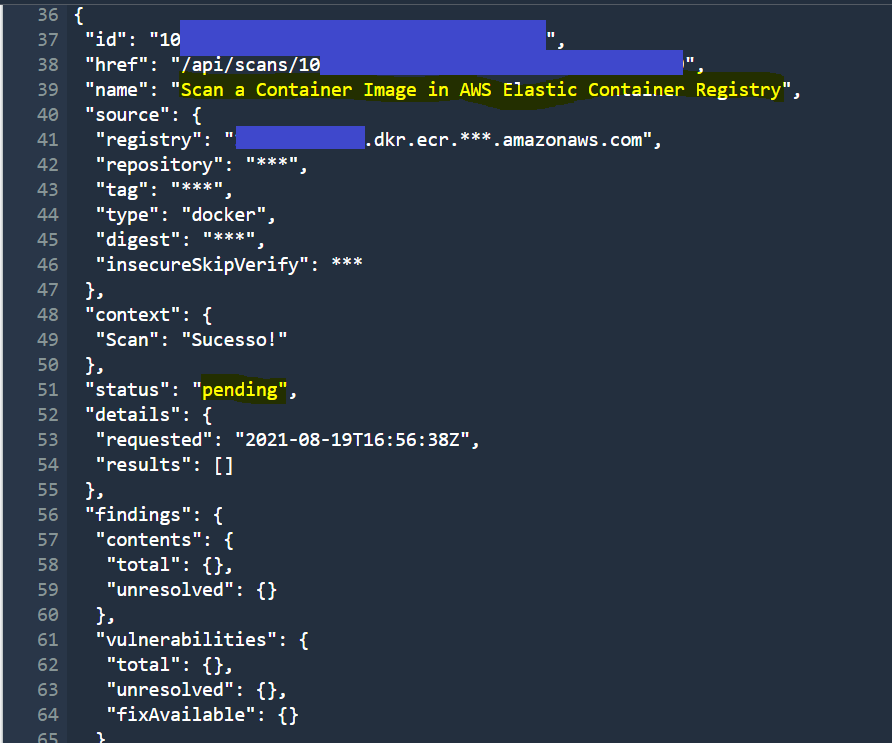 36 {
37 "id": "10 ",
38 "href": "/api/scans/10 ",
39 "name": "Scan a Container Image in AWS Elastic Container Registry",
40 "source": {
41 "registry": " .dkr.ecr.***.amazonaws.com",
42 "repository": "***",
43 "tag": "***",
44 "type": "docker",
45 "digest": "***",
46 "insecureSkipVerify": ***
47 },
48 "context": {
49 "Scan": "Sucesso!"
50 },
51 "status": "pending",
52 "details": {
53 "requested": "2021-08-19T16:56:38Z",
54 "results": []
55 },
56 "findings": {
57 "contents": {
58 "total": {},
59 "unresolved": {}
60 },
61 "vulnerabilities": {
62 "total": {},
63 "unresolved": {},
64 "fixAvailable": {}
65 }